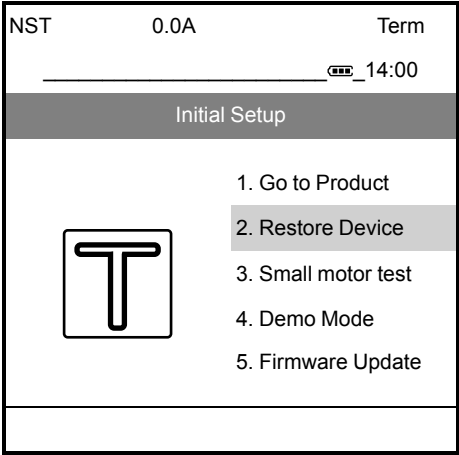 NST 0.0A Term
14:00
Initial Setup
1. Go to Product
2. Restore Device
3. Small motor test
4. Demo Mode
5. Firmware Update
T